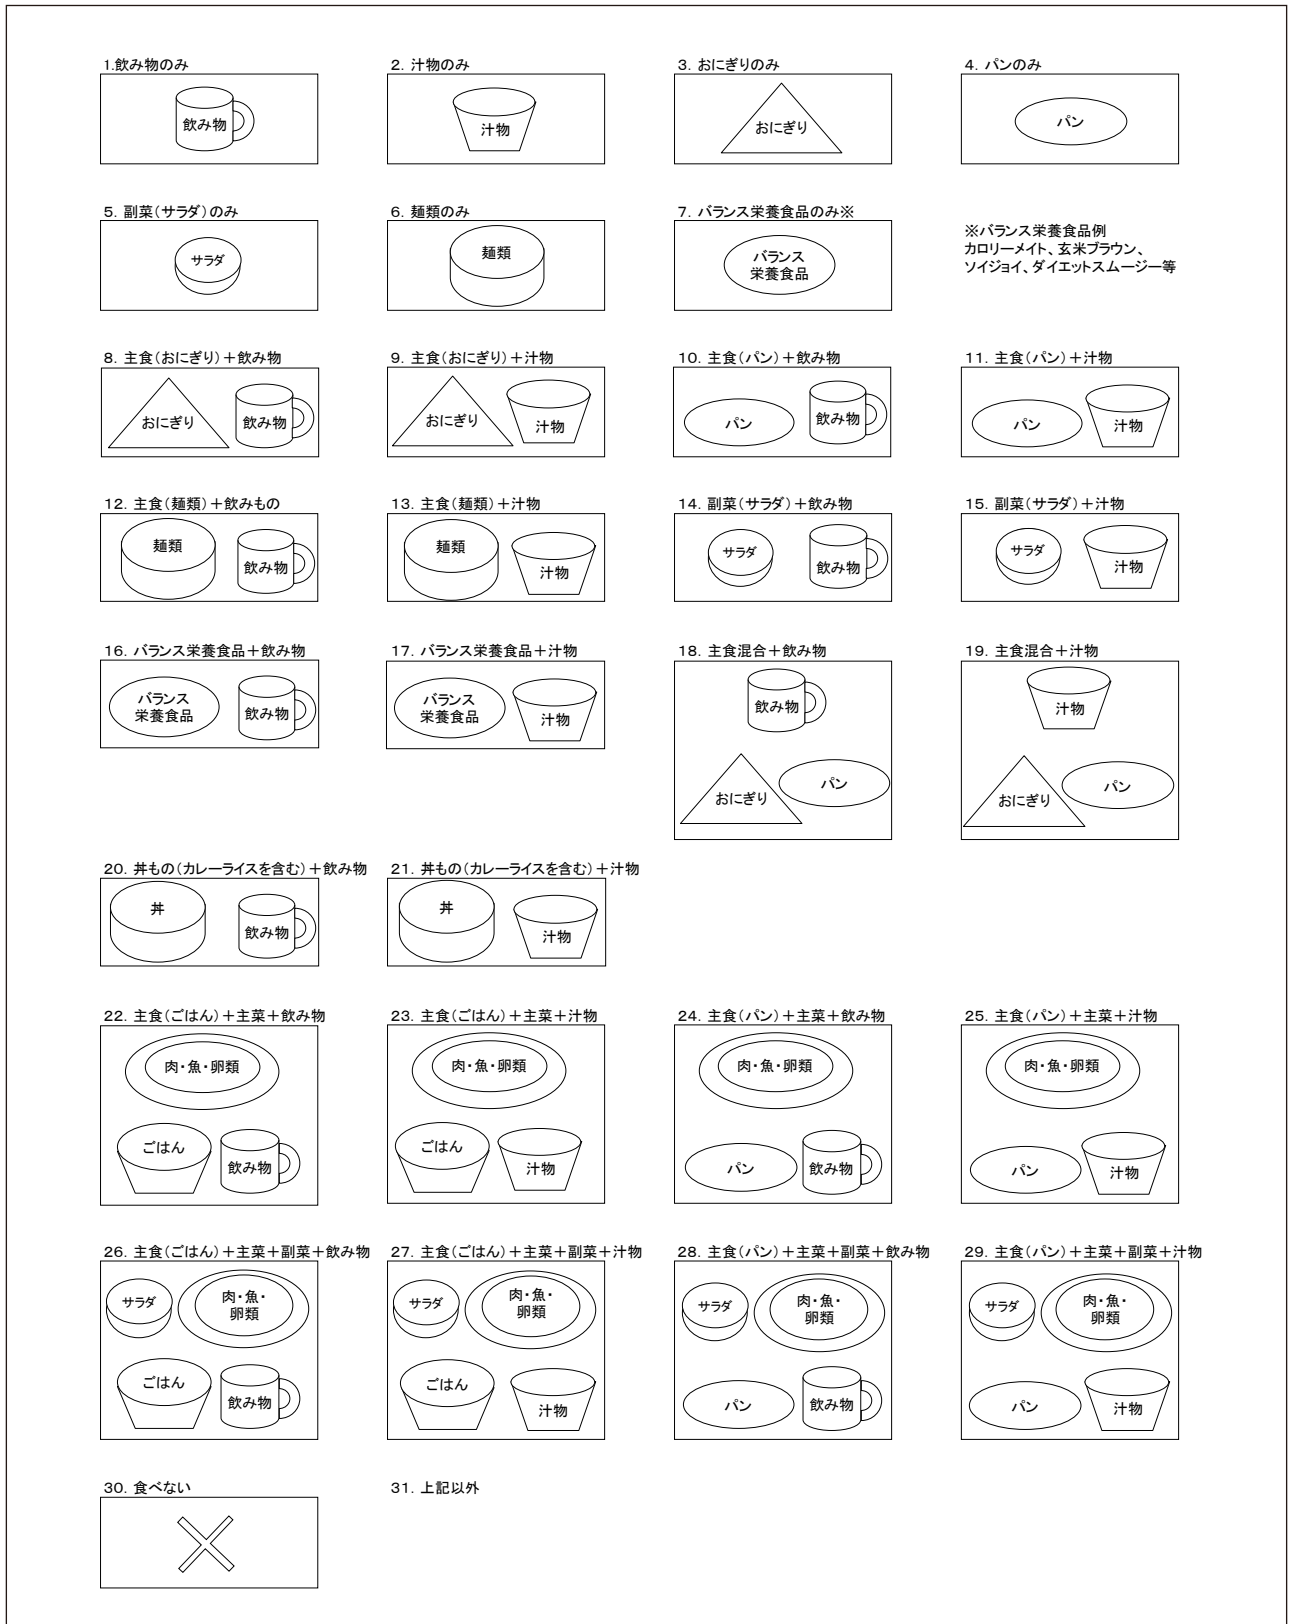 1.飲み物のみ
飲み物
2. 汁物のみ
汁物
3. おにぎりのみ
おにぎり
4. パンのみ
パン
5. 副菜(サラダ)のみ
サラダ
6. 麺類のみ
麺類
7. バランス栄養食品のみ※
バランス
栄養食品
※バランス栄養食品例
カロリーメイト、玄米ブラウン、
ソイジョイ、ダイエットスムージー等
8. 主食(おにぎり)+飲み物
おにぎり
飲み物
9. 主食(おにぎり)+汁物
おにぎり
汁物
10. 主食(パン)+飲み物
パン
飲み物
11. 主食(パン)+汁物
パン
汁物
12. 主食(麺類)+飲みもの
麺類
飲み物
13. 主食(麺類)+汁物
麺類
汁物
14. 副菜(サラダ)+飲み物
サラダ
飲み物
15. 副菜(サラダ)+汁物
サラダ
汁物
16. バランス栄養食品+飲み物
バランス
栄養食品
飲み物
17. バランス栄養食品+汁物
バランス
栄養食品
汁物
18. 主食混合+飲み物
飲み物
おにぎり
パン
19. 主食混合+汁物
汁物
おにぎり
パン
20. 丼もの(カレーライスを含む)+飲み物
丼
飲み物
21. 丼もの(カレーライスを含む)+汁物
丼
汁物
22. 主食(ごはん)+主菜+飲み物
肉・魚・卵類
ごはん
飲み物
23. 主食(ごはん)+主菜+汁物
肉・魚・卵類
ごはん
汁物
24. 主食(パン)+主菜+飲み物
肉・魚・卵類
パン
飲み物
25. 主食(パン)+主菜+汁物
肉・魚・卵類
パン
汁物
26. 主食(ごはん)+主菜+副菜+飲み物
サラダ
肉・魚・
卵類
ごはん
飲み物
27. 主食(ごはん)+主菜+副菜+汁物
サラダ
肉・魚・
卵類
ごはん
汁物
28. 主食(パン)+主菜+副菜+飲み物
サラダ
肉・魚・
卵類
パン
飲み物
29. 主食(パン)+主菜+副菜+汁物
サラダ
肉・魚・
卵類
パン
汁物
30. 食べない
31. 上記以外